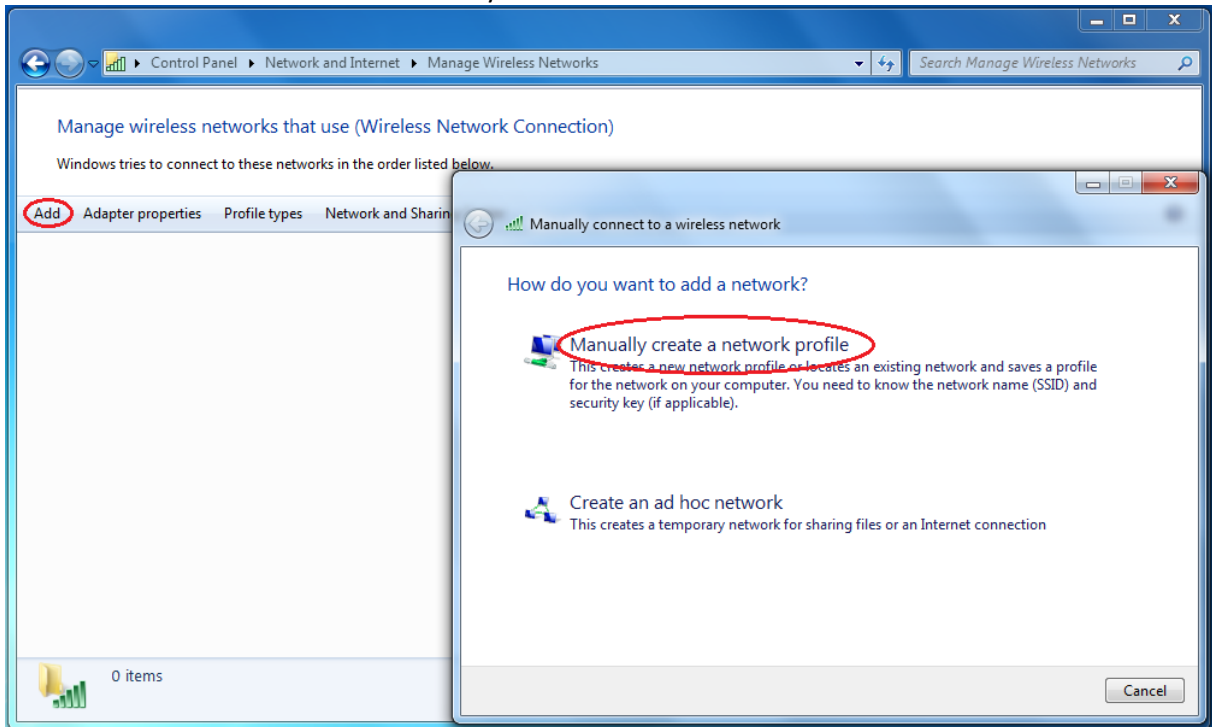 Control Panel Network and Internet Manage Wireless Networks
Search Manage Wireless Networks
Manage wireless networks that use (Wireless Network Connection)
Windows tries to connect to these networks in the order listed below.
Add Adapter properties Profile types Network and Sharin
Manually connect to a wireless network
How do you want to add a network?
Manually create a network profile
This creates a new network profile or locates an existing network and saves a profile
for the network on your computer. You need to know the network name (SSID) and
security key (if applicable).
Create an ad hoc network
This creates a temporary network for sharing files or an Internet connection
0 items
Cancel